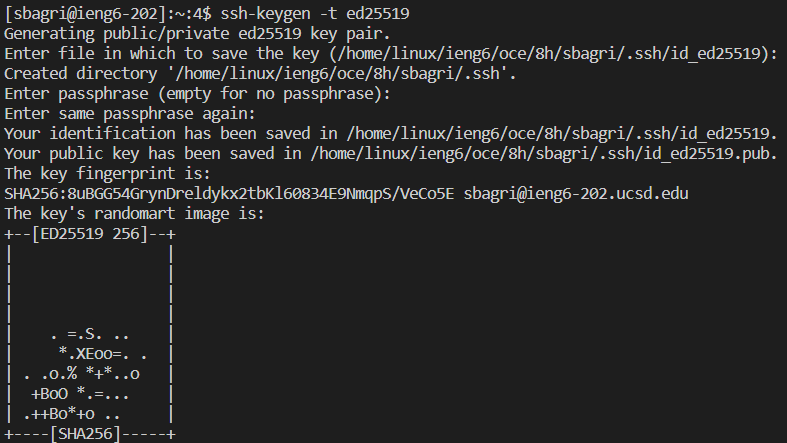 [sbagri@ieng6-202]:~:4$ ssh-keygen -t ed25519
Generating public/private ed25519 key pair.
Enter file in which to save the key (/home/linux/ieng6/oce/8h/sbagri/.ssh/id_ed25519):
Created directory '/home/linux/ieng6/oce/8h/sbagri/.ssh'.
Enter passphrase (empty for no passphrase):
Enter same passphrase again:
Your identification has been saved in /home/linux/ieng6/oce/8h/sbagri/.ssh/id_ed25519.
Your public key has been saved in /home/linux/ieng6/oce/8h/sbagri/.ssh/id_ed25519.pub.
The key fingerprint is:
SHA256:8uBGG54GrynDreldykx2tbKl60834E9NmqpS/VeCo5E sbagri@ieng6-202.ucsd.edu
The key's randomart image is:
+--[ED25519 256]--+
|                 |
|                 |
|                 |
|                 |
|    . =.S. ..    |
|     *.XEoo=. .  |
| . .o.% *+*..o   |
|  +BoO *.=...    |
| .++Bo*+o ..     |
+----[SHA256]-----+